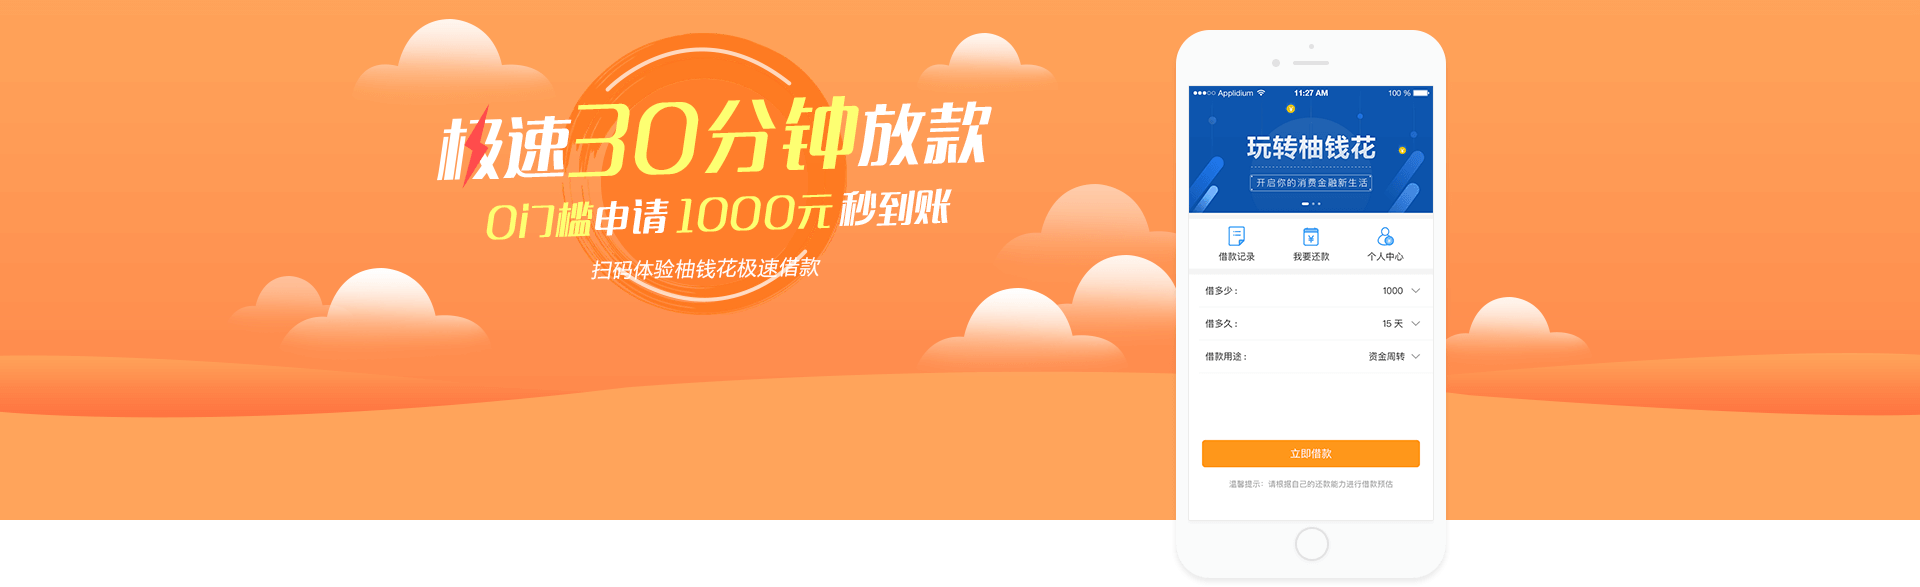 极速30分钟放款
0门槛申请1000元秒到账
扫码体验柚钱花极速借款
Applidium 11:27 AM 100 %
玩转柚钱花
开启你的消费金融新生活
借款记录 我要还款 个人中心
借多少： 1000
借多久： 15 天
借款用途： 资金周转
立即借款
温馨提示：请根据自己的还款能力进行借款预估